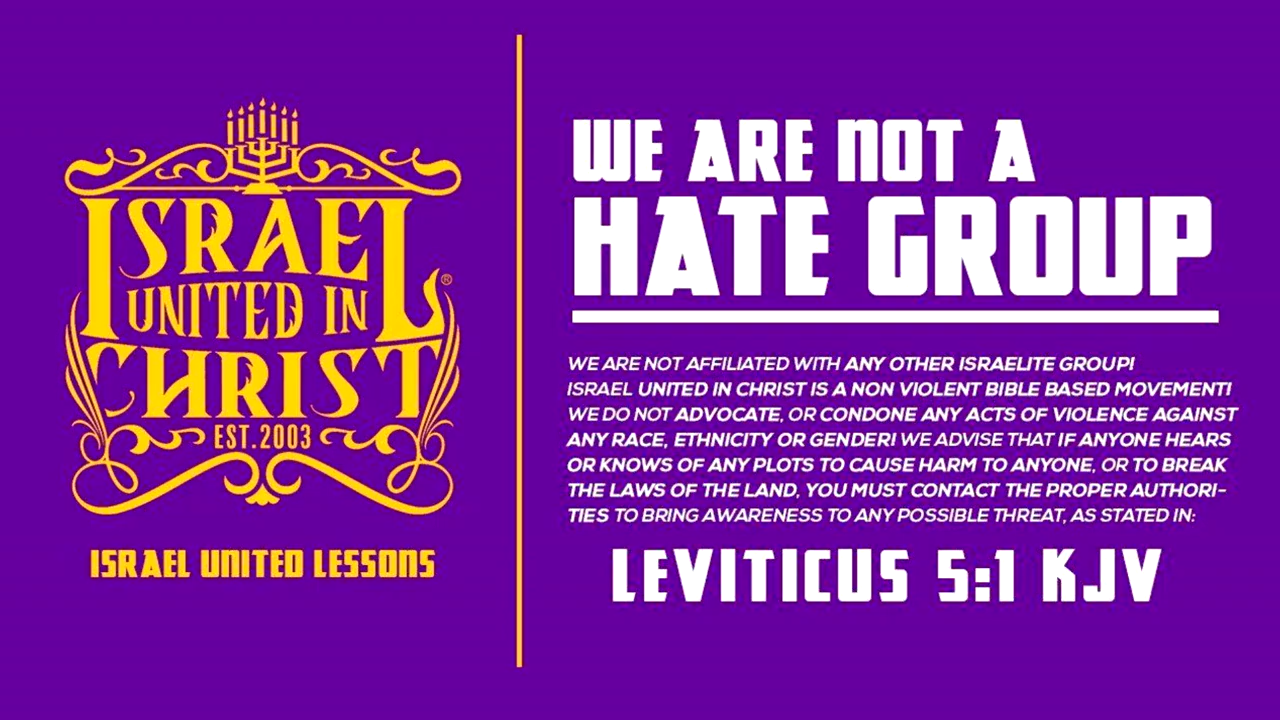 ISRAEL
UNITED IN
CHRIST
®
EST. 2003
ISRAEL UNITED LESSONS
WE ARE NOT A
HATE GROUP
WE ARE NOT AFFILIATED WITH ANY OTHER ISRAELITE GROUP!
ISRAEL UNITED IN CHRIST IS A NON VIOLENT BIBLE BASED MOVEMENT!
WE DO NOT ADVOCATE, OR CONDONE ANY ACTS OF VIOLENCE AGAINST
ANY RACE, ETHNICITY OR GENDER! WE ADVISE THAT IF ANYONE HEARS
OR KNOWS OF ANY PLOTS TO CAUSE HARM TO ANYONE, OR TO BREAK
THE LAWS OF THE LAND, YOU MUST CONTACT THE PROPER AUTHORI-
TIES TO BRING AWARENESS TO ANY POSSIBLE THREAT, AS STATED IN:
LEVITICUS 5:1 KJV